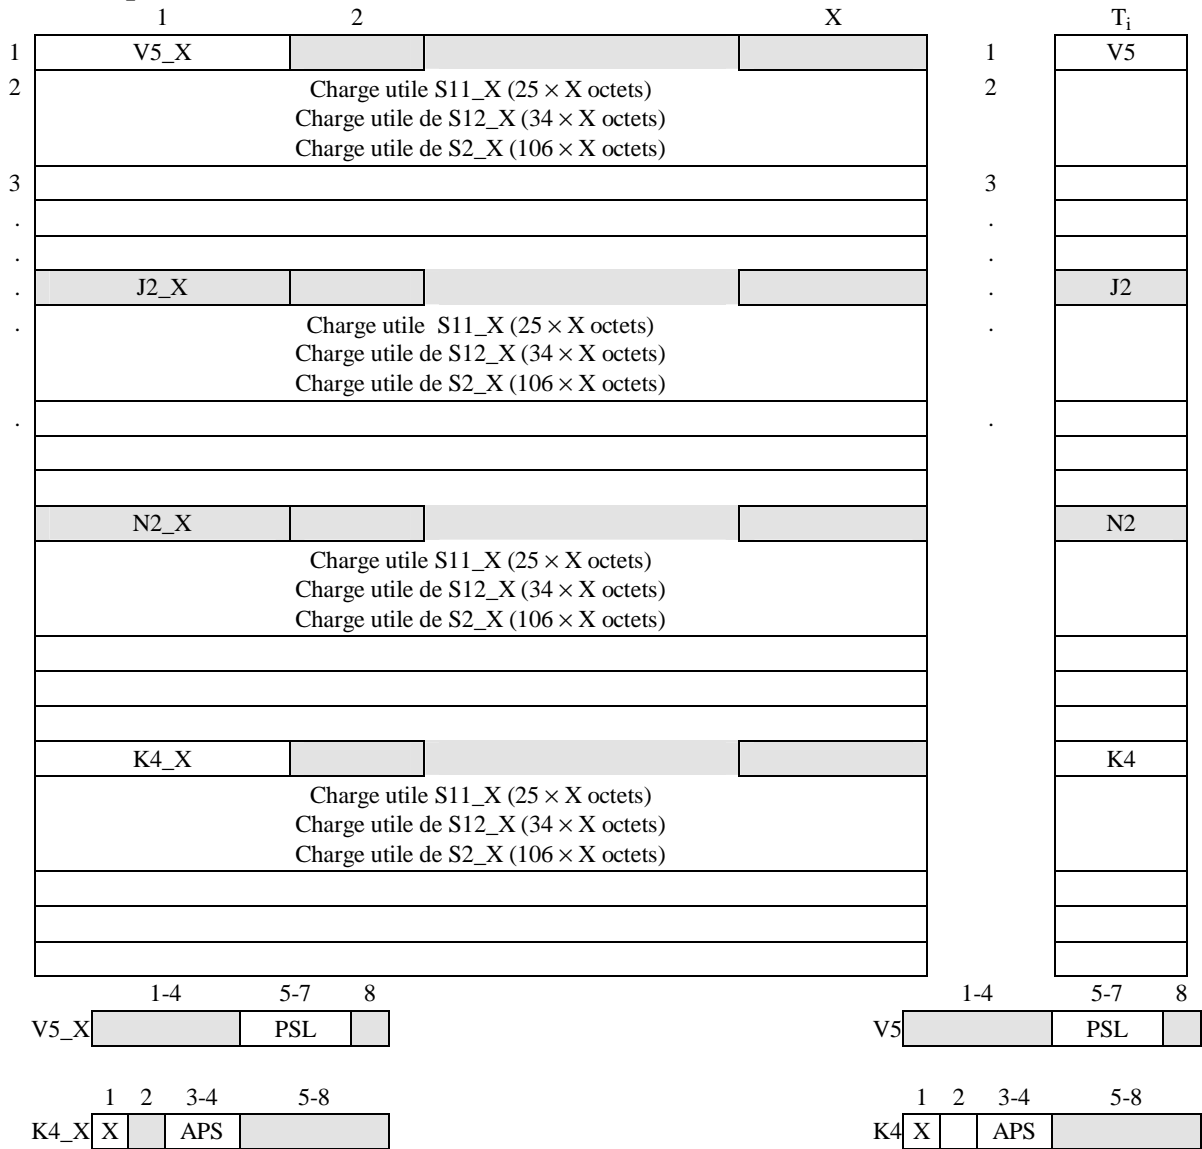 1 2 X T_i
1 V5_X 1 V5
2 Charge utile S11_X (25 × X octets) 2
Charge utile de S12_X (34 × X octets)
Charge utile de S2_X (106 × X octets)
3 3
. .
. .
. J2_X . J2
. Charge utile S11_X (25 × X octets) .
Charge utile de S12_X (34 × X octets)
Charge utile de S2_X (106 × X octets)
. .
N2_X N2
Charge utile S11_X (25 × X octets)
Charge utile de S12_X (34 × X octets)
Charge utile de S2_X (106 × X octets)
K4_X K4
Charge utile S11_X (25 × X octets)
Charge utile de S12_X (34 × X octets)
Charge utile de S2_X (106 × X octets)
1-4 5-7 8 1-4 5-7 8
V5_X PSL V5 PSL
1 2 3-4 5-8 1 2 3-4 5-8
K4_X X APS K4 X APS